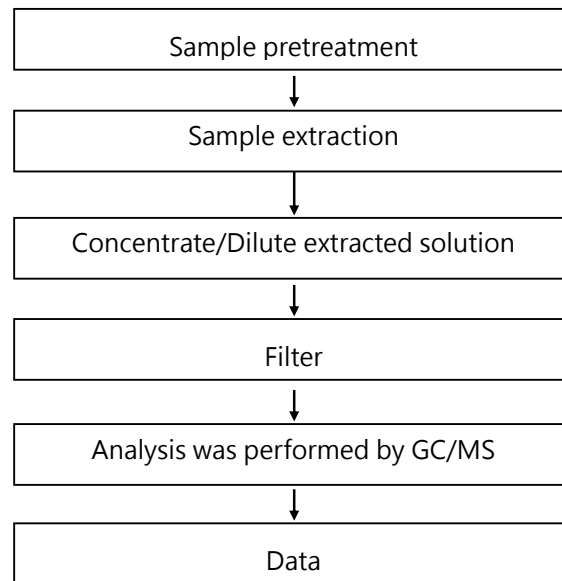 Sample pretreatment
Sample extraction
Concentrate/Dilute extracted solution
Filter
Analysis was performed by GC/MS
Data